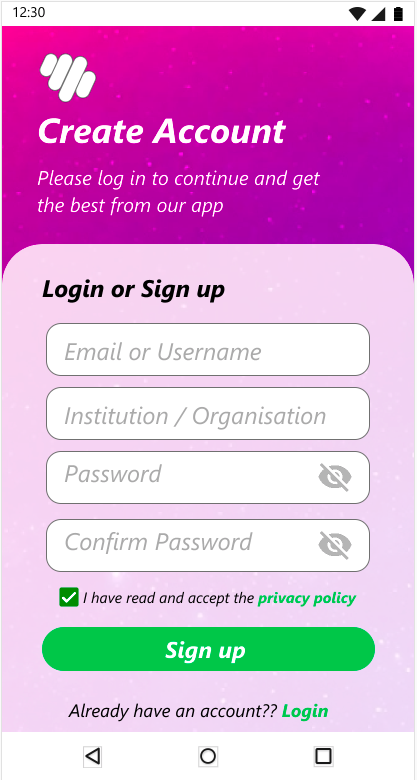 12:30
Create Account
Please log in to continue and get
the best from our app
Login or Sign up
Email or Username
Institution / Organisation
Password
Confirm Password
I have read and accept the privacy policy
Sign up
Already have an account?? Login